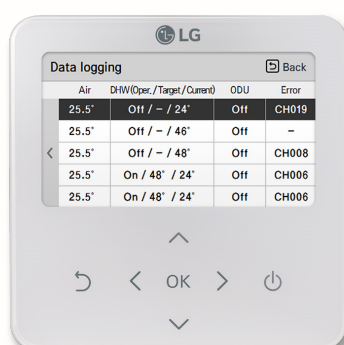 LG
Data logging Back
Air DHW(Oper./Target/Current) ODU Error
25.5° Off / – / 24° Off CH019
25.5° Off / – / 46° Off –
25.5° Off / – / 48° Off CH008
25.5° On / 48° / 24° Off CH006
25.5° On / 48° / 24° Off CH006
OK